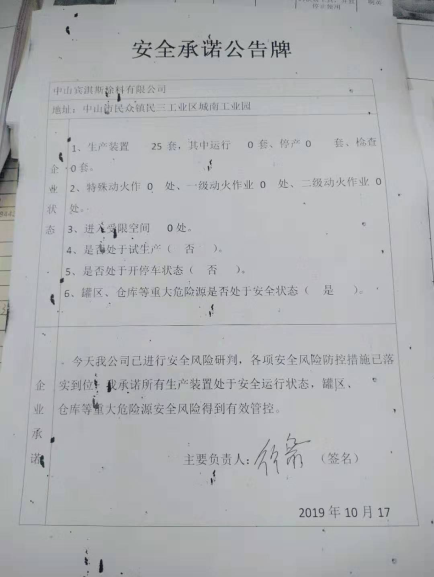 安全承诺公告牌
中山宾淇斯涂料有限公司
地址：中山市民众镇民三工业区域南工业园
企业状态
1、生产装置 25 套，其中运行 0 套、停产 0 套、检查
0 套。
2、特殊动火作 0 处、一级动火作业 0 处、二级动火作业 0
处。
3、进入受限空间 0处。
4、是否处于试生产（ 否 ）。
5、是否处于开停车状态（ 否 ）。
6、罐区、仓库等重大危险源是否处于安全状态（ 是 ）。
企业承诺
今天我公司已进行安全风险研判，各项安全风险防控措施已落
实到位，我承诺所有生产装置处于安全运行状态，罐区、
仓库等重大危险源安全风险得到有效管控。
主要负责人： （签名）
2019 年 10 月 17